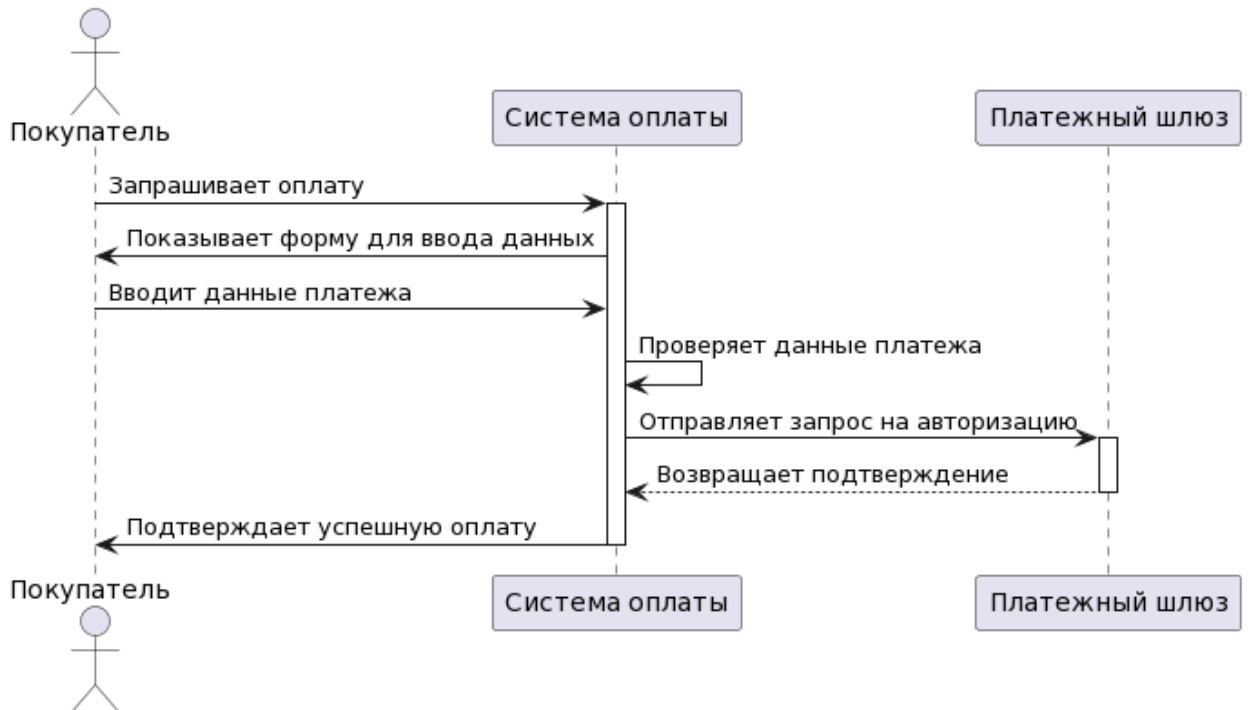 Покупатель
Система оплаты
Платежный шлюз
Запрашивает оплату
Показывает форму для ввода данных
Вводит данные платежа
Проверяет данные платежа
Отправляет запрос на авторизацию
Возвращает подтверждение
Подтверждает успешную оплату
Покупатель
Система оплаты
Платежный шлюз